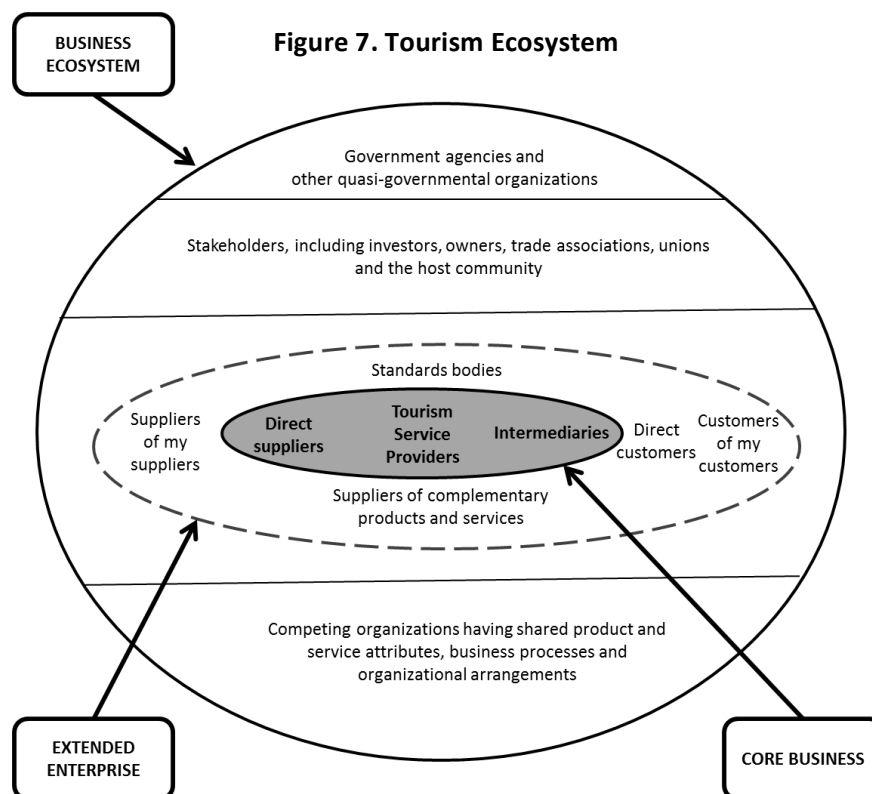 Figure 7. Tourism Ecosystem
BUSINESS
ECOSYSTEM
Government agencies and
other quasi-governmental organizations
Stakeholders, including investors, owners, trade associations, unions
and the host community
Standards bodies
Suppliers
of my
suppliers
Direct
suppliers
Tourism
Service
Providers
Intermediaries
Direct
customers
Customers
of my
customers
Suppliers of complementary
products and services
Competing organizations having shared product and
service attributes, business processes and
organizational arrangements
EXTENDED
ENTERPRISE
CORE BUSINESS